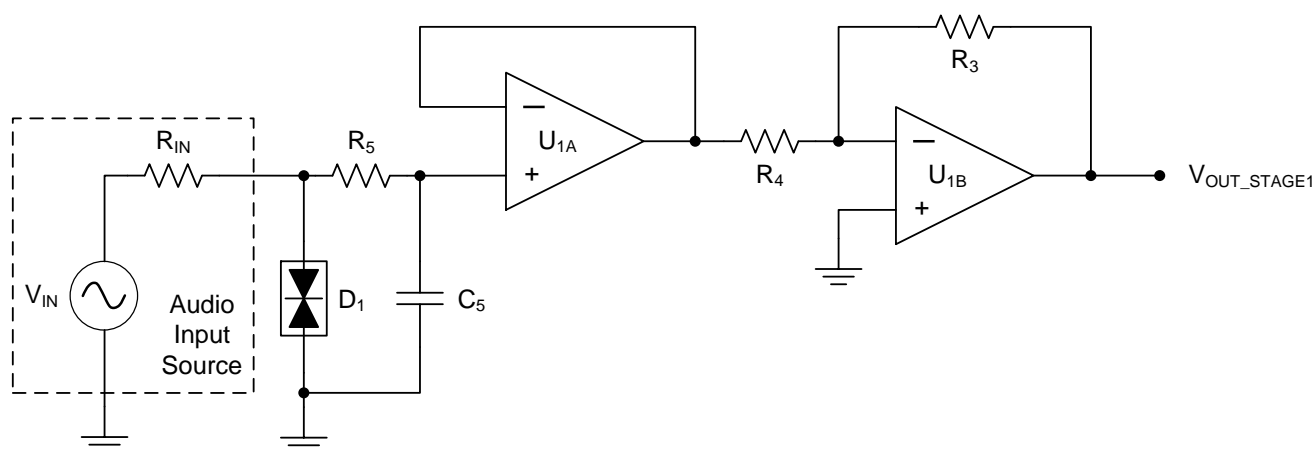 R3
RIN
R5
U1A
−
+
R4
U1B
−
+
VOUT_STAGE1
VIN
Audio
Input
Source
D1
C5